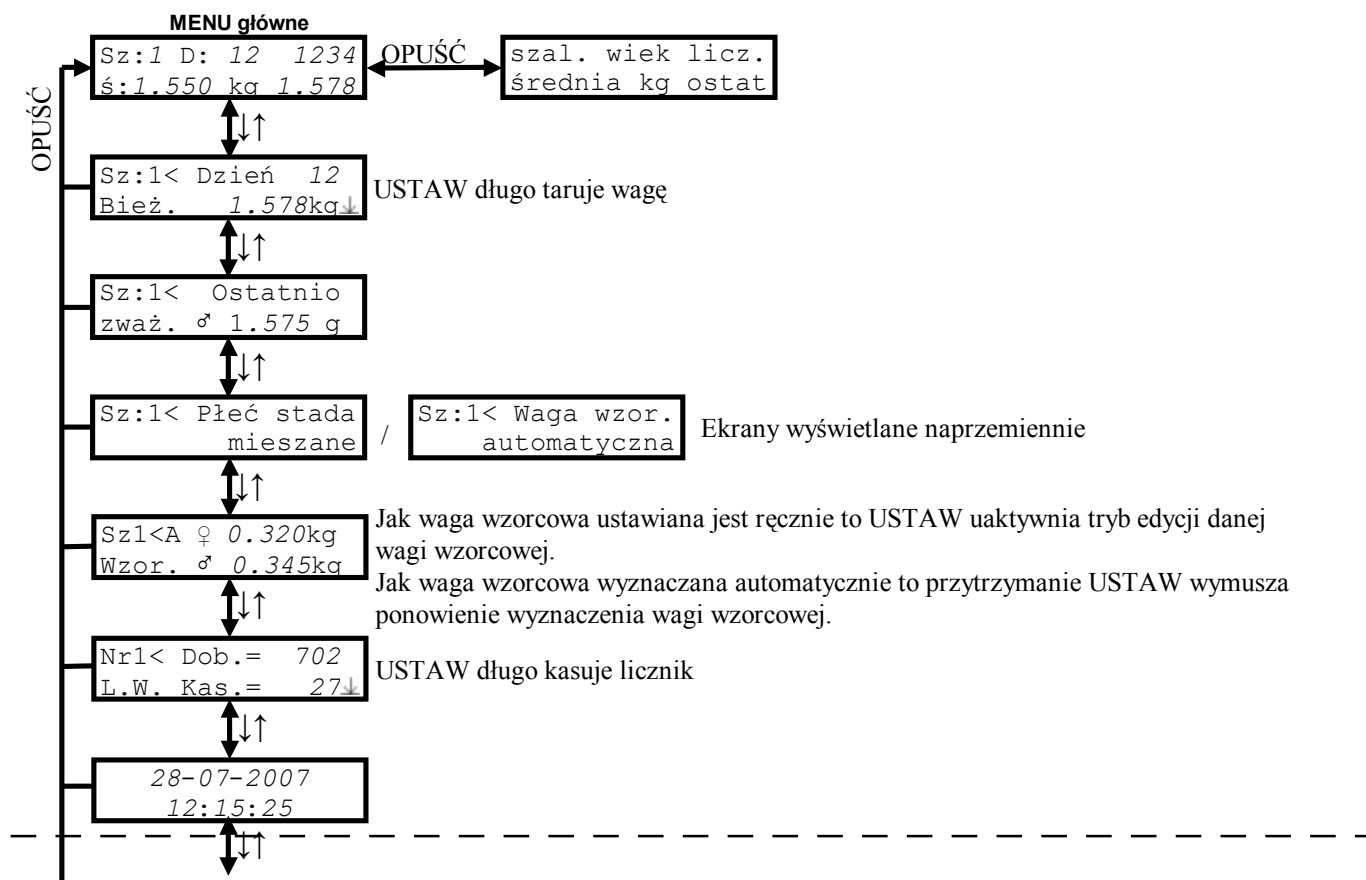 MENU główne
Sz:1 D: 12 1234
ś:1.550 kg 1.578
OPUŚĆ
szal. wiek licz.
średnia kg ostat
OPUŚĆ
↓↑
Sz:1< Dzień 12
Bież. 1.578kg↓
USTAW długo taruje wagę
↓↑
Sz:1< Ostatnio
zważ. ♂ 1.575 g
↓↑
Sz:1< Płeć stada
mieszane
/
Sz:1< Waga wzor.
automatyczna
Ekrany wyświetlane naprzemiennie
↓↑
Sz1<A ♀ 0.320kg
Wzor. ♂ 0.345kg
Jak waga wzorcowa ustawiana jest ręcznie to USTAW uaktywnia tryb edycji danej
wagi wzorcowej.
Jak waga wzorcowa wyznaczana automatycznie to przytrzymanie USTAW wymusza
ponowienie wyznaczenia wagi wzorcowej.
↓↑
Nr1< Dob.= 702
L.W. Kas.= 27↓
USTAW długo kasuje licznik
↓↑
28-07-2007
12:15:25
↓↑